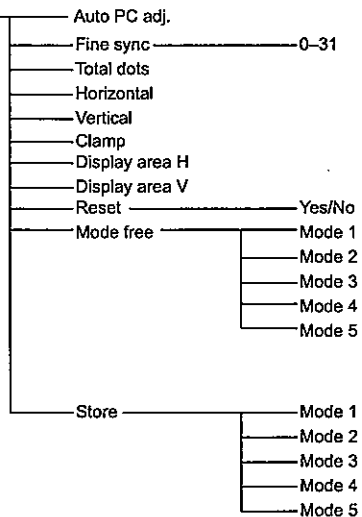 Auto PC adj.
Fine sync 0–31
Total dots
Horizontal
Vertical
Clamp
Display area H
Display area V
Reset Yes/No
Mode free Mode 1
Mode 2
Mode 3
Mode 4
Mode 5
Store Mode 1
Mode 2
Mode 3
Mode 4
Mode 5